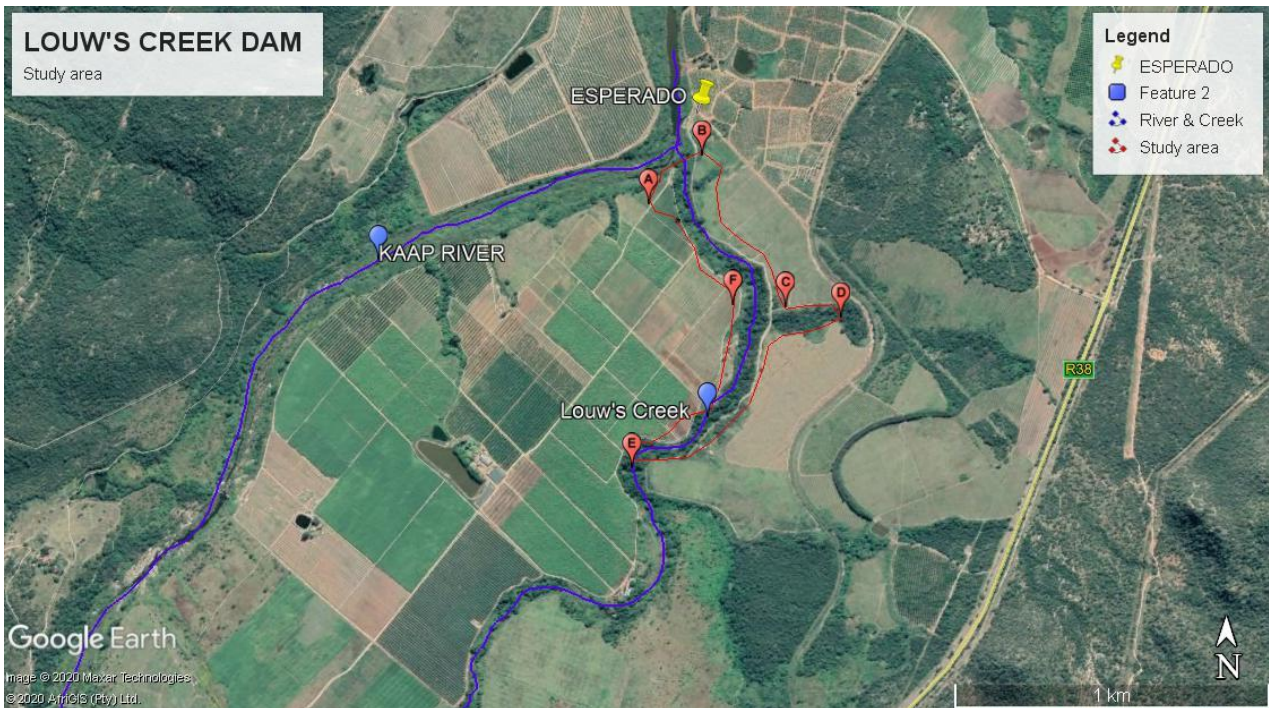 LOUW'S CREEK DAM
Study area
Legend
ESPERADO
Feature 2
River & Creek
Study area
ESPERADO
B
A
KAAP RIVER
F
C
D
R38
Louw's Creek
E
Google Earth
Image © 2020 Maxar Technologies
© 2020 AfriGIS (Pty) Ltd.
N
1 km